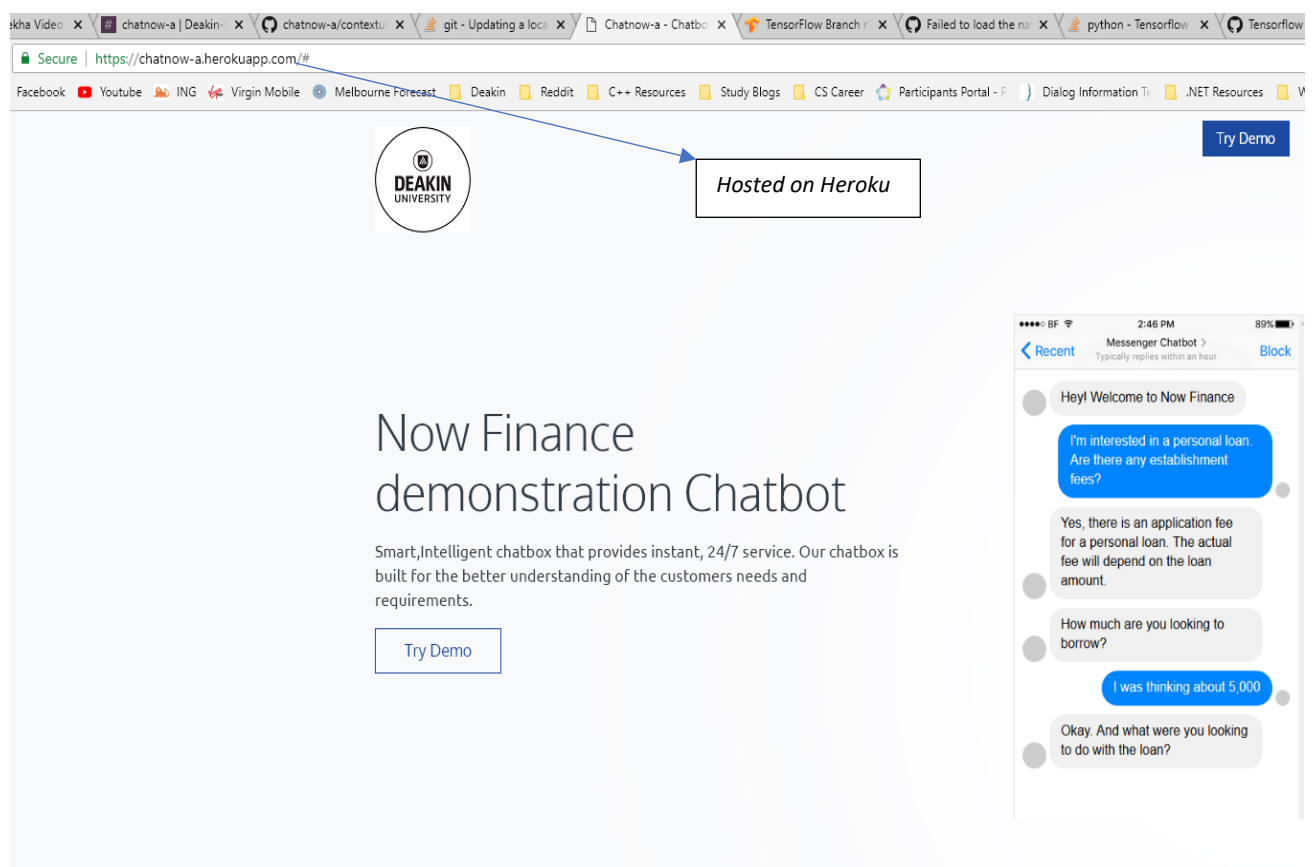 ekha Video
chatnow-a | Deakin-
chatnow-a/contextu
git - Updating a loca
Chatnow-a - Chatbo
TensorFlow Branch r
Failed to load the na
python - Tensorflow
Tensorflow
Secure | https://chatnow-a.herokuapp.com/#
Facebook Youtube ING Virgin Mobile Melbourne Forecast Deakin Reddit C++ Resources Study Blogs CS Career Participants Portal - P Dialog Information Te .NET Resources W
DEAKIN
UNIVERSITY
Hosted on Heroku
Try Demo
Now Finance
demonstration Chatbot
Smart,Intelligent chatbox that provides instant, 24/7 service. Our chatbox is
built for the better understanding of the customers needs and
requirements.
Try Demo
BF 2:46 PM 89%
Recent Messenger Chatbot > Block
Typically replies within an hour
Hey! Welcome to Now Finance
I'm interested in a personal loan.
Are there any establishment
fees?
Yes, there is an application fee
for a personal loan. The actual
fee will depend on the loan
amount.
How much are you looking to
borrow?
I was thinking about 5,000
Okay. And what were you looking
to do with the loan?